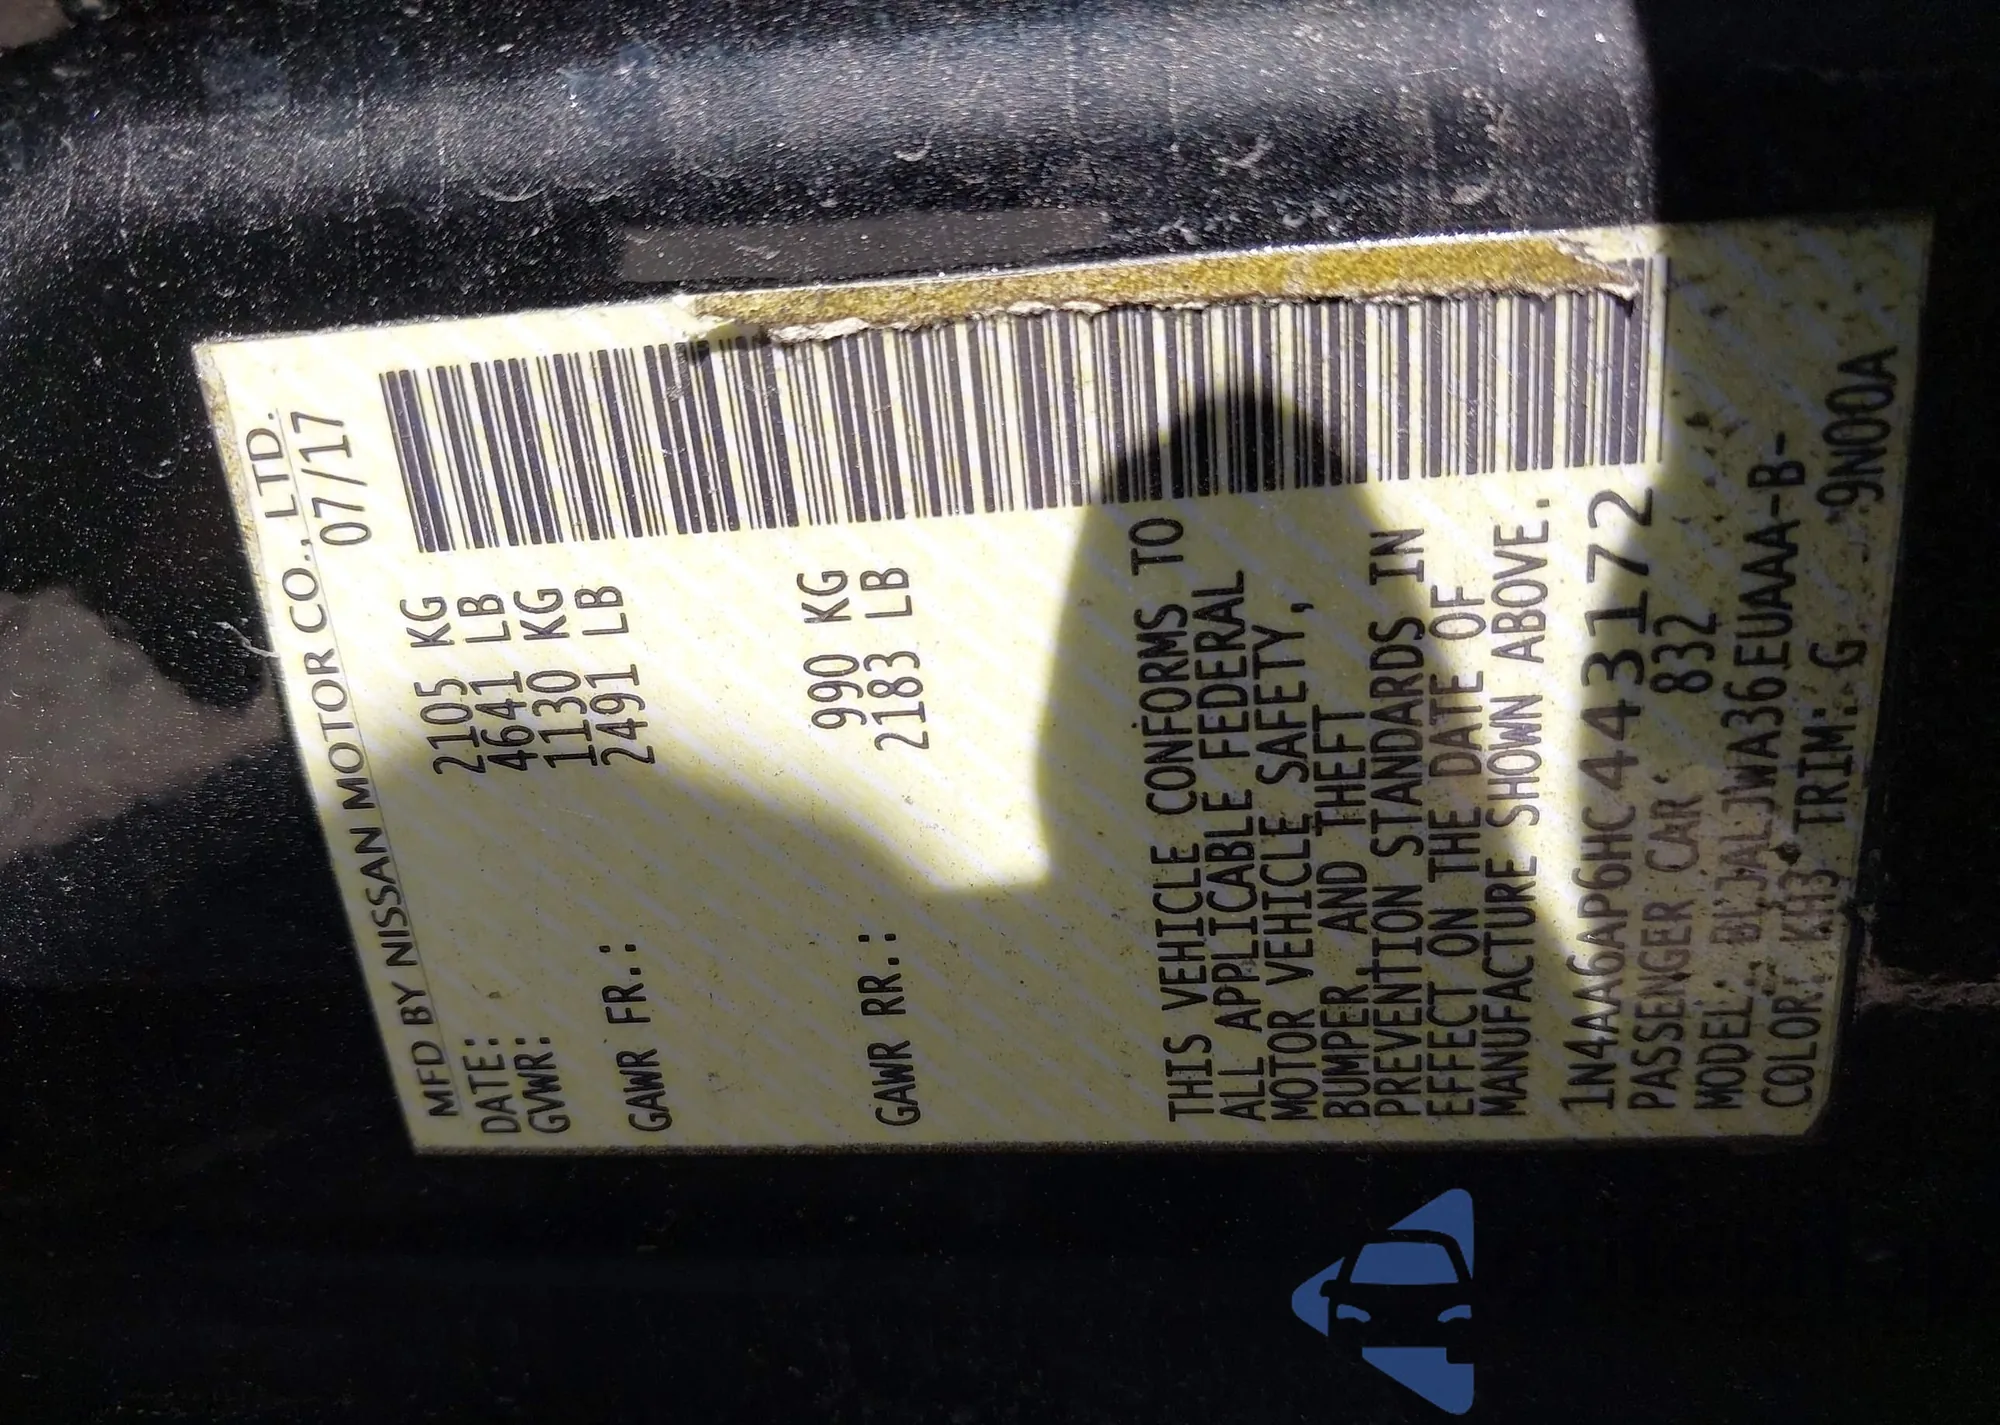 MFD BY NISSAN MOTOR CO., LTD.
DATE: 07/17
GVWR: 2105 KG
4641 LB
GAWR FR.: 1130 KG
2491 LB
GAWR RR.: 990 KG
2183 LB
THIS VEHICLE CONFORMS TO
ALL APPLICABLE FEDERAL
MOTOR VEHICLE SAFETY,
BUMPER, AND THEFT
PREVENTION STANDARDS IN
EFFECT ON THE DATE OF
MANUFACTURE SHOWN ABOVE.
1N4AA6AP6HC443172
PASSENGER CAR 832
MODEL: BLJALJWA36EUAAA-B-
COLOR: KH3 TRIM: G 9N00A